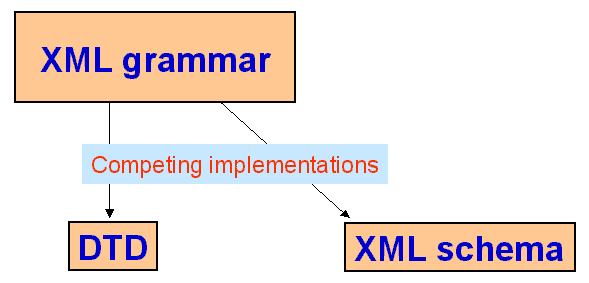 XML grammar
Competing implementations
DTD
XML schema